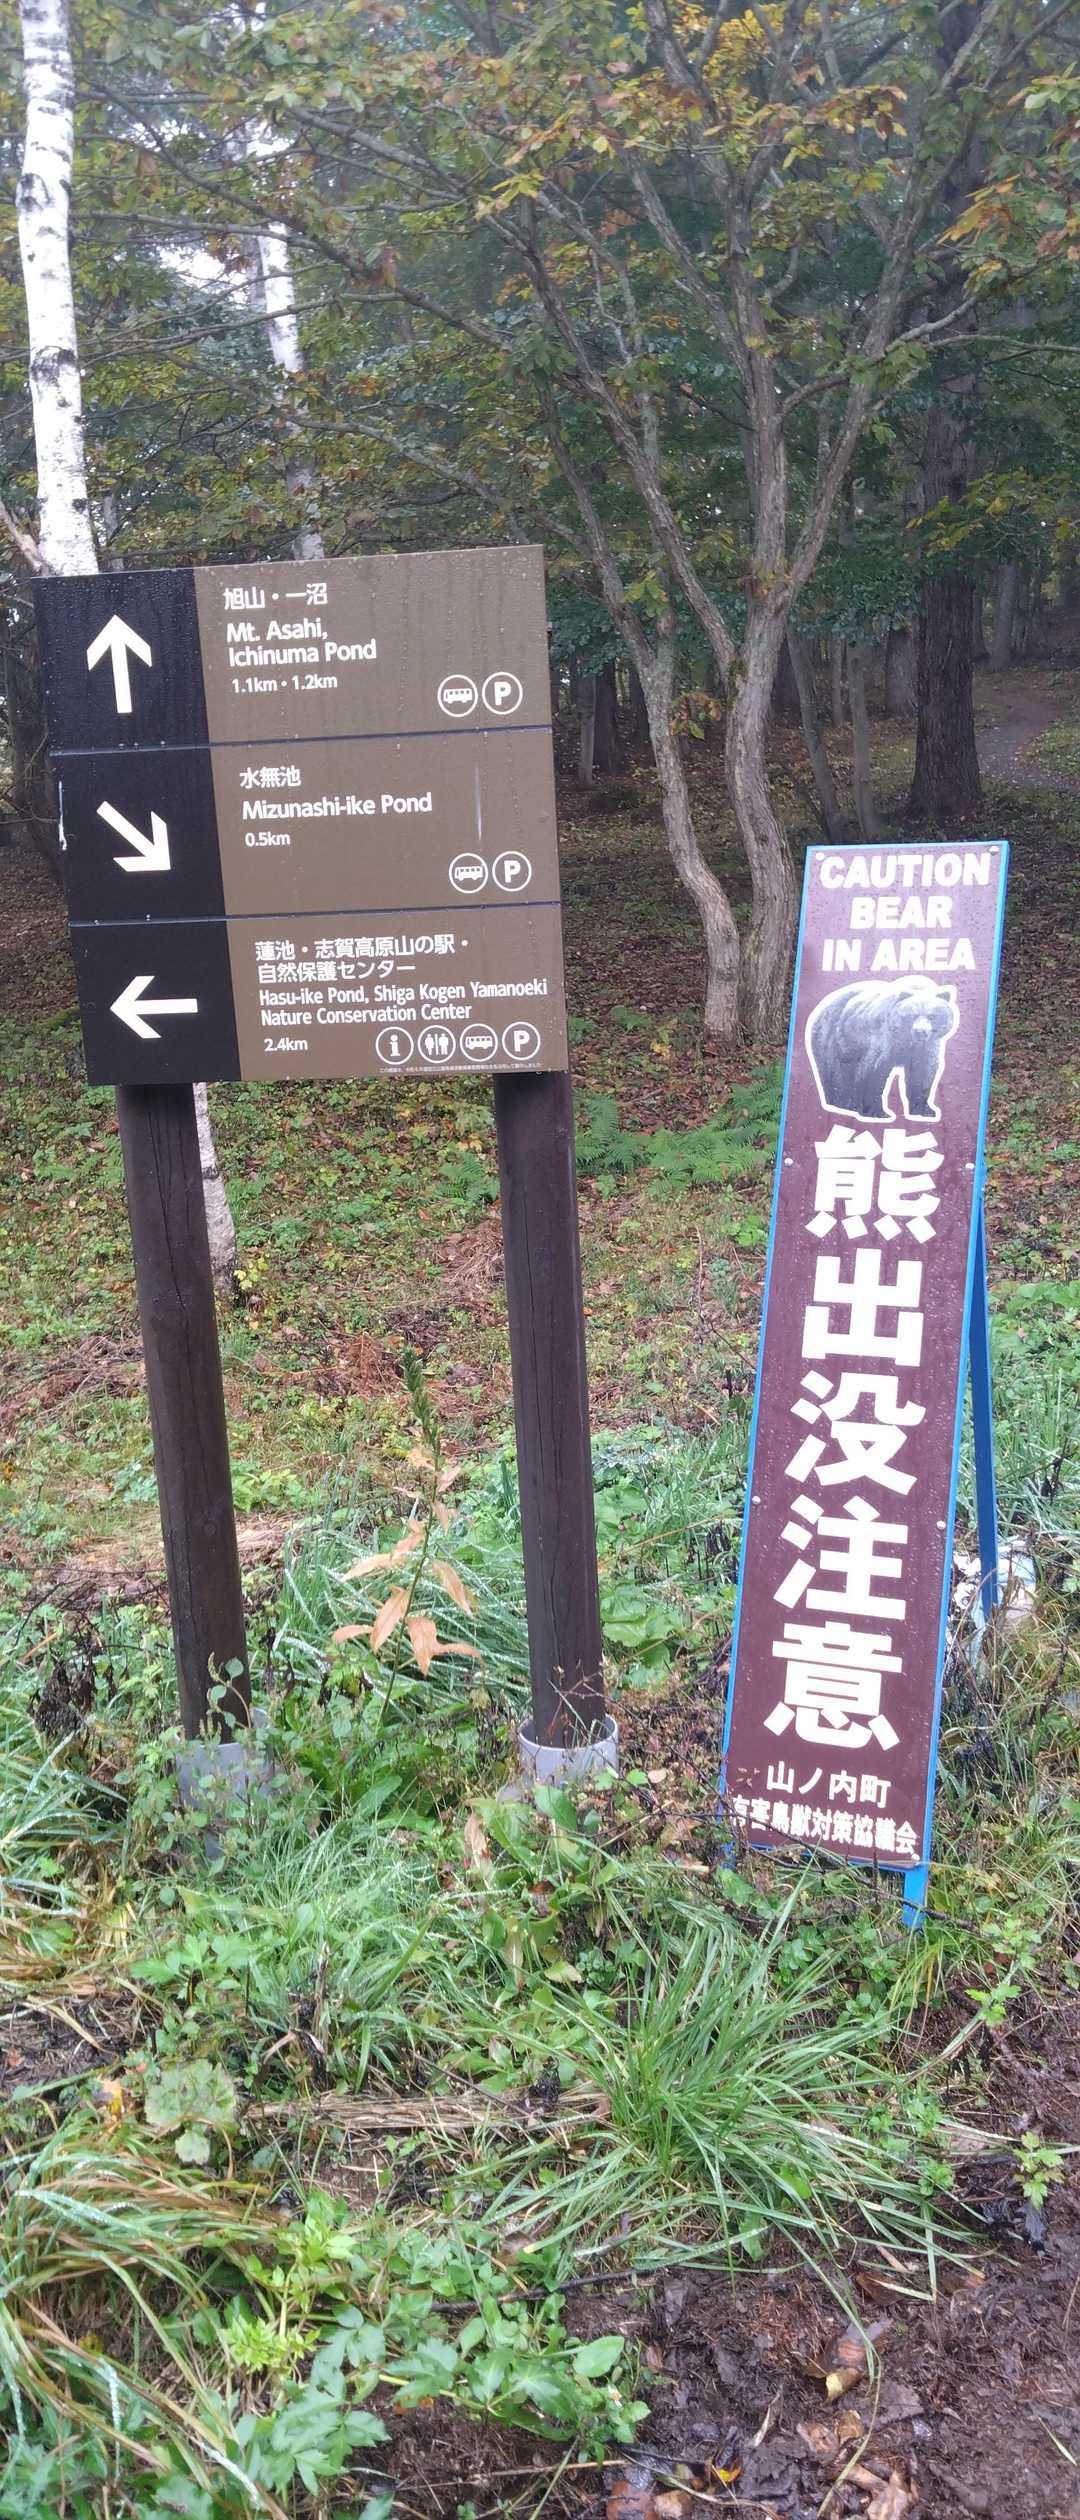 旭山・一沼
Mt. Asahi,
Ichinuma Pond
1.1km・1.2km
P
水無池
Mizunashi-ike Pond
0.5km
P
蓮池・志賀高原山の駅・
自然保護センター
Hasu-ike Pond, Shiga Kogen Yamanoeki
Nature Conservation Center
2.4km
i
P
CAUTION
BEAR
IN AREA
熊出没注意
山ノ内町
有害鳥獣対策協議会